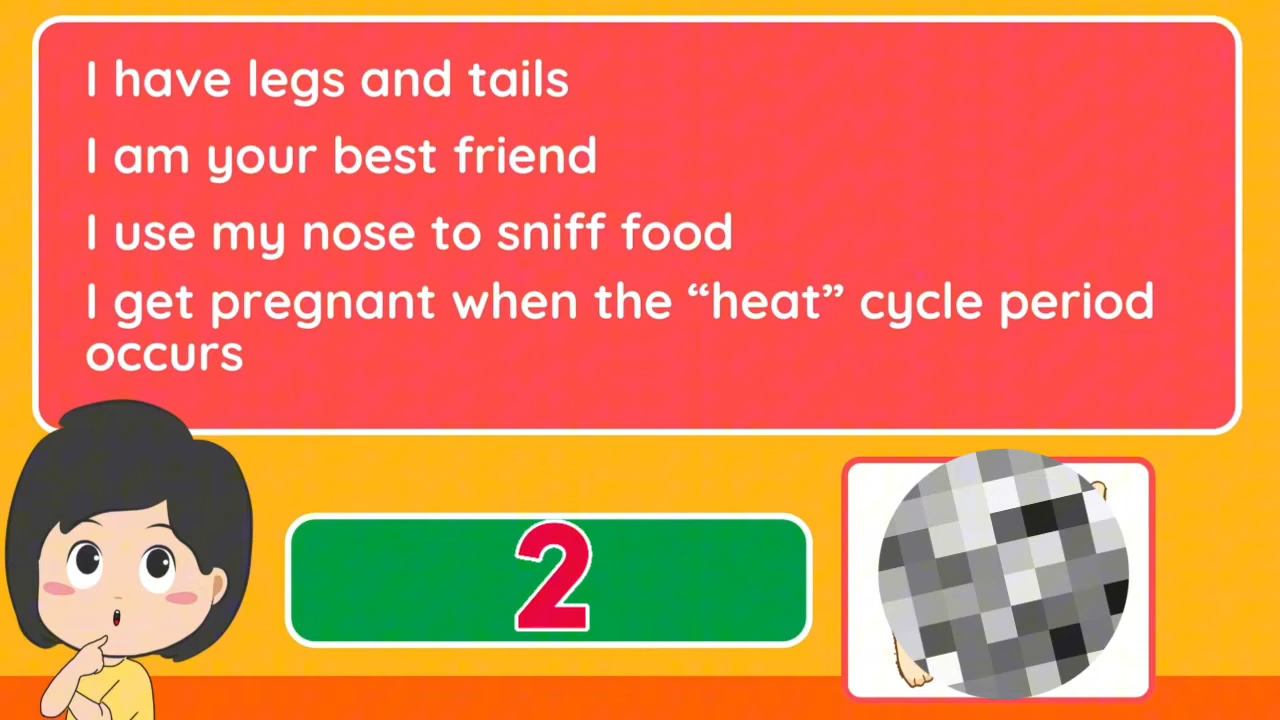 I have legs and tails
I am your best friend
I use my nose to sniff food
I get pregnant when the “heat” cycle period
occurs
2